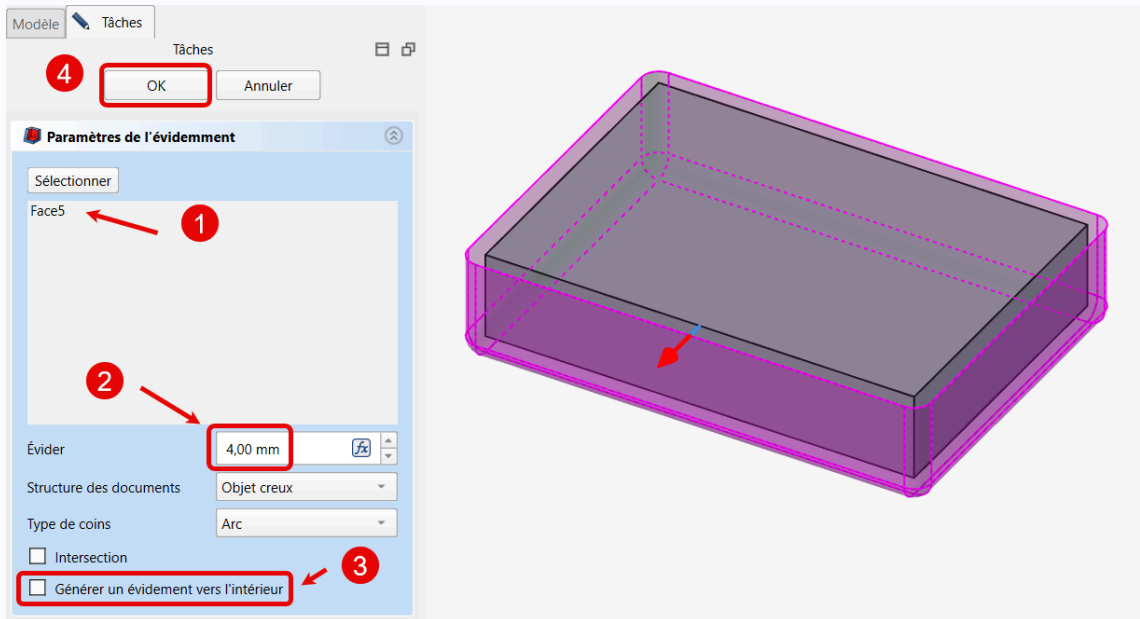 Modèle
Tâches
Tâches
4
OK
Annuler
Paramètres de l'évidemment
Sélectionner
Face5
1
2
Évider
4,00 mm
fx
Structure des documents
Objet creux
Type de coins
Arc
Intersection
3
Générer un évidement vers l'intérieur